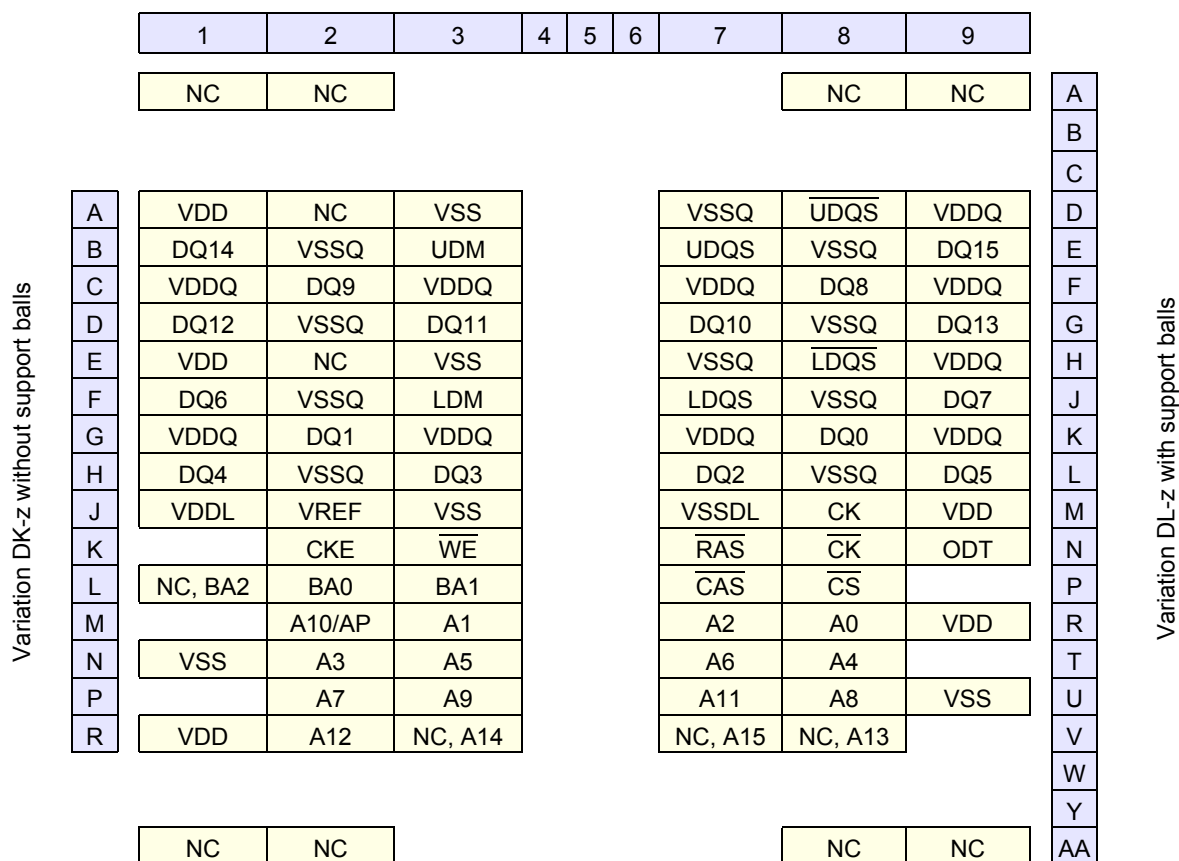 1 2 3 4 5 6 7 8 9
NC NC NC NC A
B
C
A VDD NC VSS VSSQ UDQS VDDQ D
B DQ14 VSSQ UDM UDQS VSSQ DQ15 E
C VDDQ DQ9 VDDQ VDDQ DQ8 VDDQ F
D DQ12 VSSQ DQ11 DQ10 VSSQ DQ13 G
E VDD NC VSS VSSQ LDQS VDDQ H
F DQ6 VSSQ LDM LDQS VSSQ DQ7 J
G VDDQ DQ1 VDDQ VDDQ DQ0 VDDQ K
H DQ4 VSSQ DQ3 DQ2 VSSQ DQ5 L
J VDDL VREF VSS VSSDL CK VDD M
K CKE WE RAS CK ODT N
L NC, BA2 BA0 BA1 CAS CS P
M A10/AP A1 A2 A0 VDD R
N VSS A3 A5 A6 A4 T
P A7 A9 A11 A8 VSS U
R VDD A12 NC, A14 NC, A15 NC, A13 V
W
Y
NC NC NC NC AA
Variation DK-z without support balls
Variation DL-z with support balls